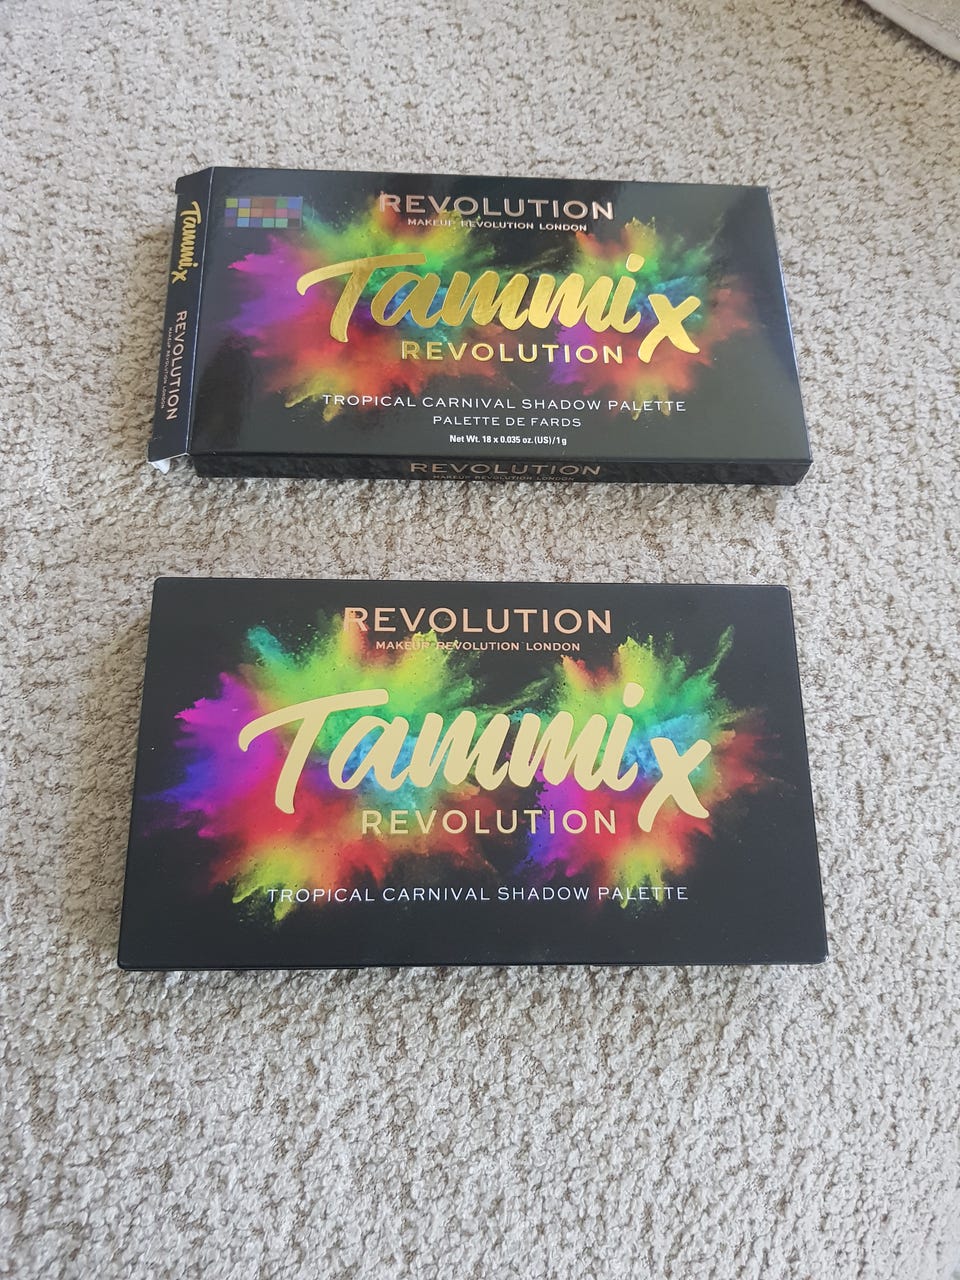 REVOLUTION
MAKEUP REVOLUTION LONDON
Tammi x
REVOLUTION
TROPICAL CARNIVAL SHADOW PALETTE
PALETTE DE FARDS
Net Wt. 18 x 0.035 oz. (US)/1 g
Tammi x
REVOLUTION
MAKEUP REVOLUTION LONDON
REVOLUTION
MAKEUP REVOLUTION LONDON
REVOLUTION
MAKEUP REVOLUTION LONDON
Tammi x
REVOLUTION
TROPICAL CARNIVAL SHADOW PALETTE